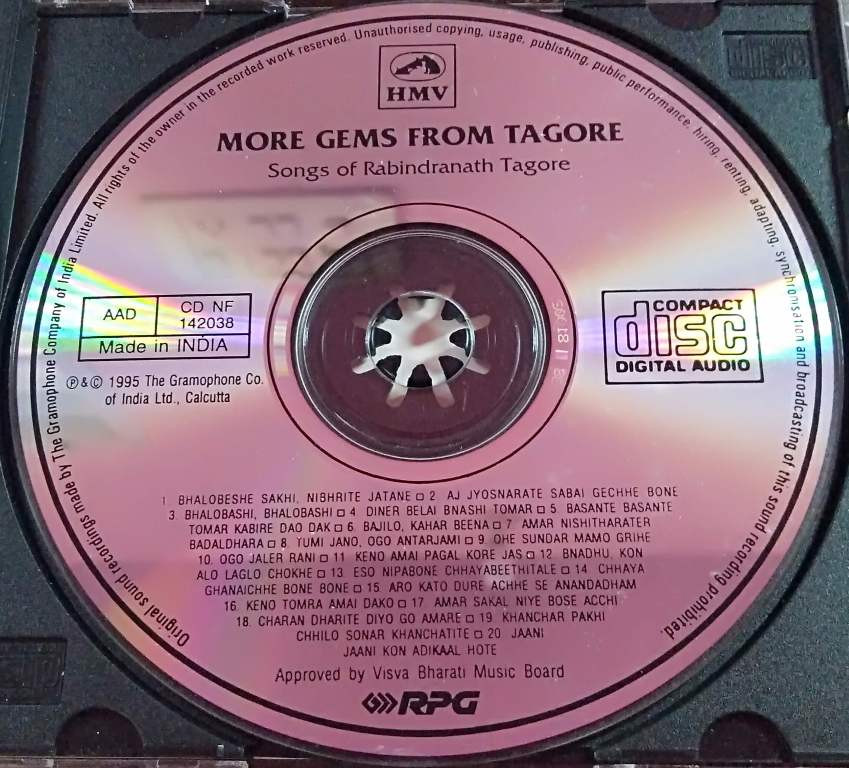 Original sound recordings made by The Gramophone Company of India Limited. All rights of the owner in the recorded work reserved. Unauthorised copying, usage, publishing, public performance, hiring, renting, adapting, synchronisation and broadcasting of this sound recording prohibited.
HMV
MORE GEMS FROM TAGORE
Songs of Rabindranath Tagore
AAD
CD NF
142038
Made in INDIA
COMPACT
disc
DIGITAL AUDIO
℗ & © 1995 The Gramophone Co.
of India Ltd., Calcutta
1 BHALOBESHE SAKHI, NIBHRITE JATANE □ 2 AJ JYOSNARATE SABAI GECHHE BONE
3 BHALOBASHI, BHALOBASHI □ 4 DINER BELAI BNASHI TOMAR □ 5 BASANTE BASANTE
TOMAR KABIRE DAO DAK □ 6 BAJILO, KAHAR BEENA □ 7 AMAR NISHITHARATER
BADALDHARA □ 8 YUMI JANO, OGO ANTARJAMI □ 9 OHE SUNDAR MAMO GRIHE
10 OGO JALER RANI □ 11 KENO AMAI PAGAL KORE JAS □ 12 BNADHU, KON
ALO LAGLO CHOKHE □ 13 ESO NIPABONE CHHAYABEETHITALE □ 14 CHHAYA
GHANAICHHE BONE BONE □ 15 ARO KATO DURE ACHHE SE ANANDADHAM
16 KENO TOMRA AMAI DAKO □ 17 AMAR SAKAL NIYE BOSE ACCHI
18 CHARAN DHARITE DIYO GO AMARE □ 19 KHANCHAR PAKHI
CHHILO SONAR KHANCHATITE □ 20 JAANI
JAANI KON ADIKAAL HOTE
Approved by Visva Bharati Music Board
RPG